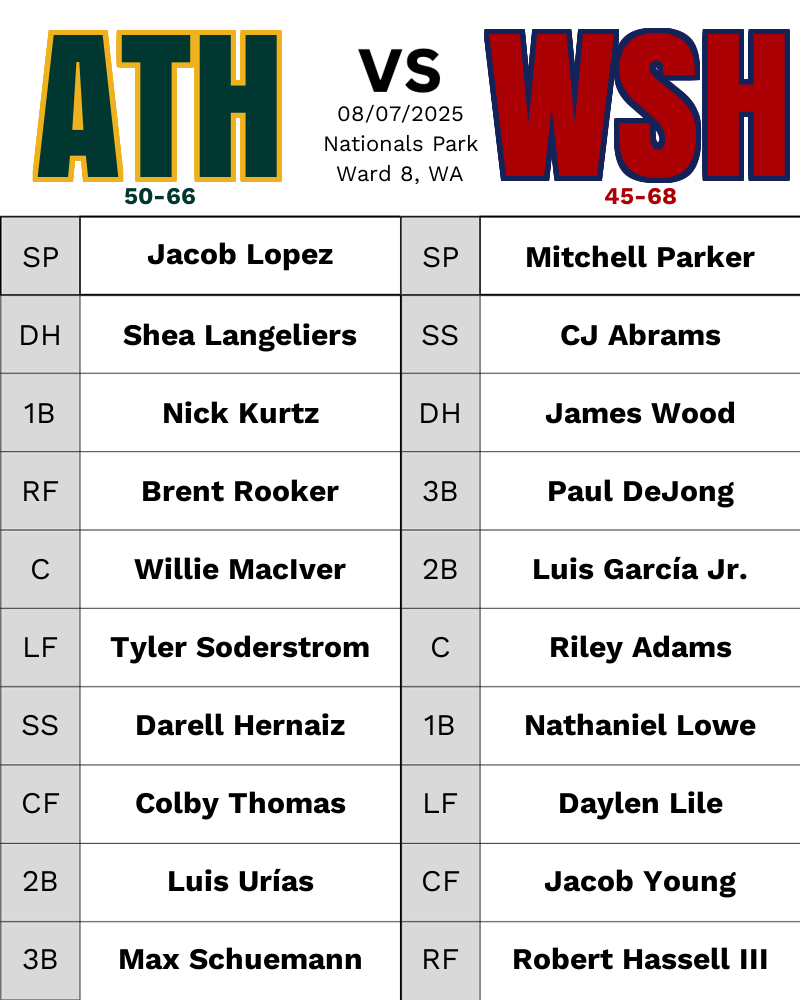 ATH
VS
WSH
08/07/2025
Nationals Park
Ward 8, WA
50-66
45-68
SP Jacob Lopez SP Mitchell Parker
DH Shea Langeliers SS CJ Abrams
1B Nick Kurtz DH James Wood
RF Brent Rooker 3B Paul DeJong
C Willie MacIver 2B Luis García Jr.
LF Tyler Soderstrom C Riley Adams
SS Darell Hernaiz 1B Nathaniel Lowe
CF Colby Thomas LF Daylen Lile
2B Luis Urías CF Jacob Young
3B Max Schuemann RF Robert Hassell III